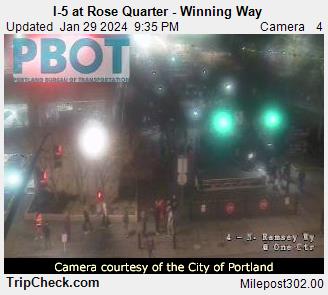 I-5 at Rose Quarter - Winning Way
Updated Jan 29 2024 9:35 PM Camera 4
PBOT
PORTLAND BUREAU OF TRANSPORTATION
4 - N. Ramsey Wy
@ One Ctr
Camera courtesy of the City of Portland
TripCheck.com Milepost302.00